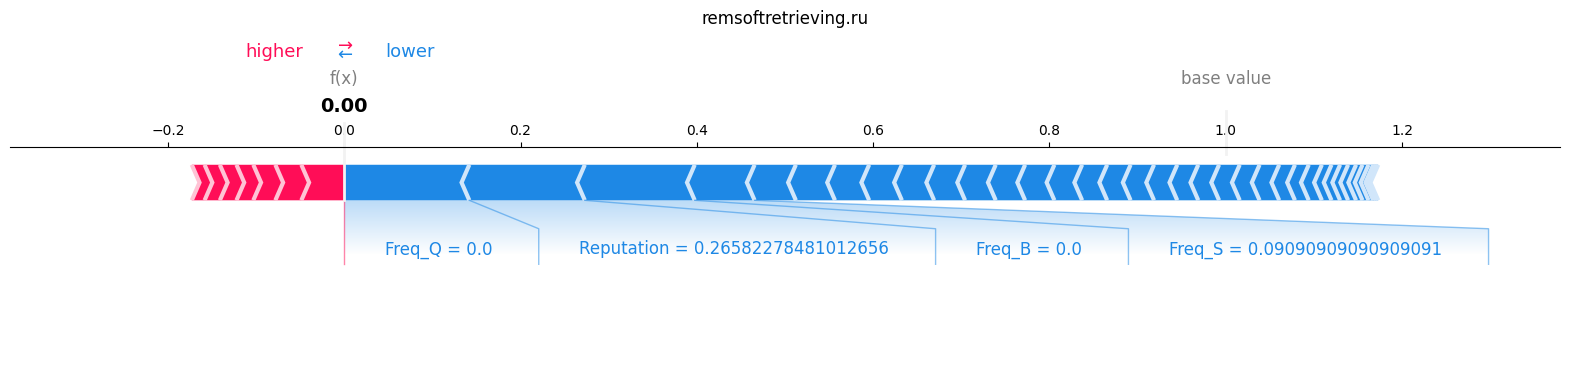 remsoftretrieving.ru
higher ⇄ lower
f(x) base value
0.00
−0.2 0.0 0.2 0.4 0.6 0.8 1.0 1.2
Freq_Q = 0.0 Reputation = 0.26582278481012656 Freq_B = 0.0 Freq_S = 0.09090909090909091